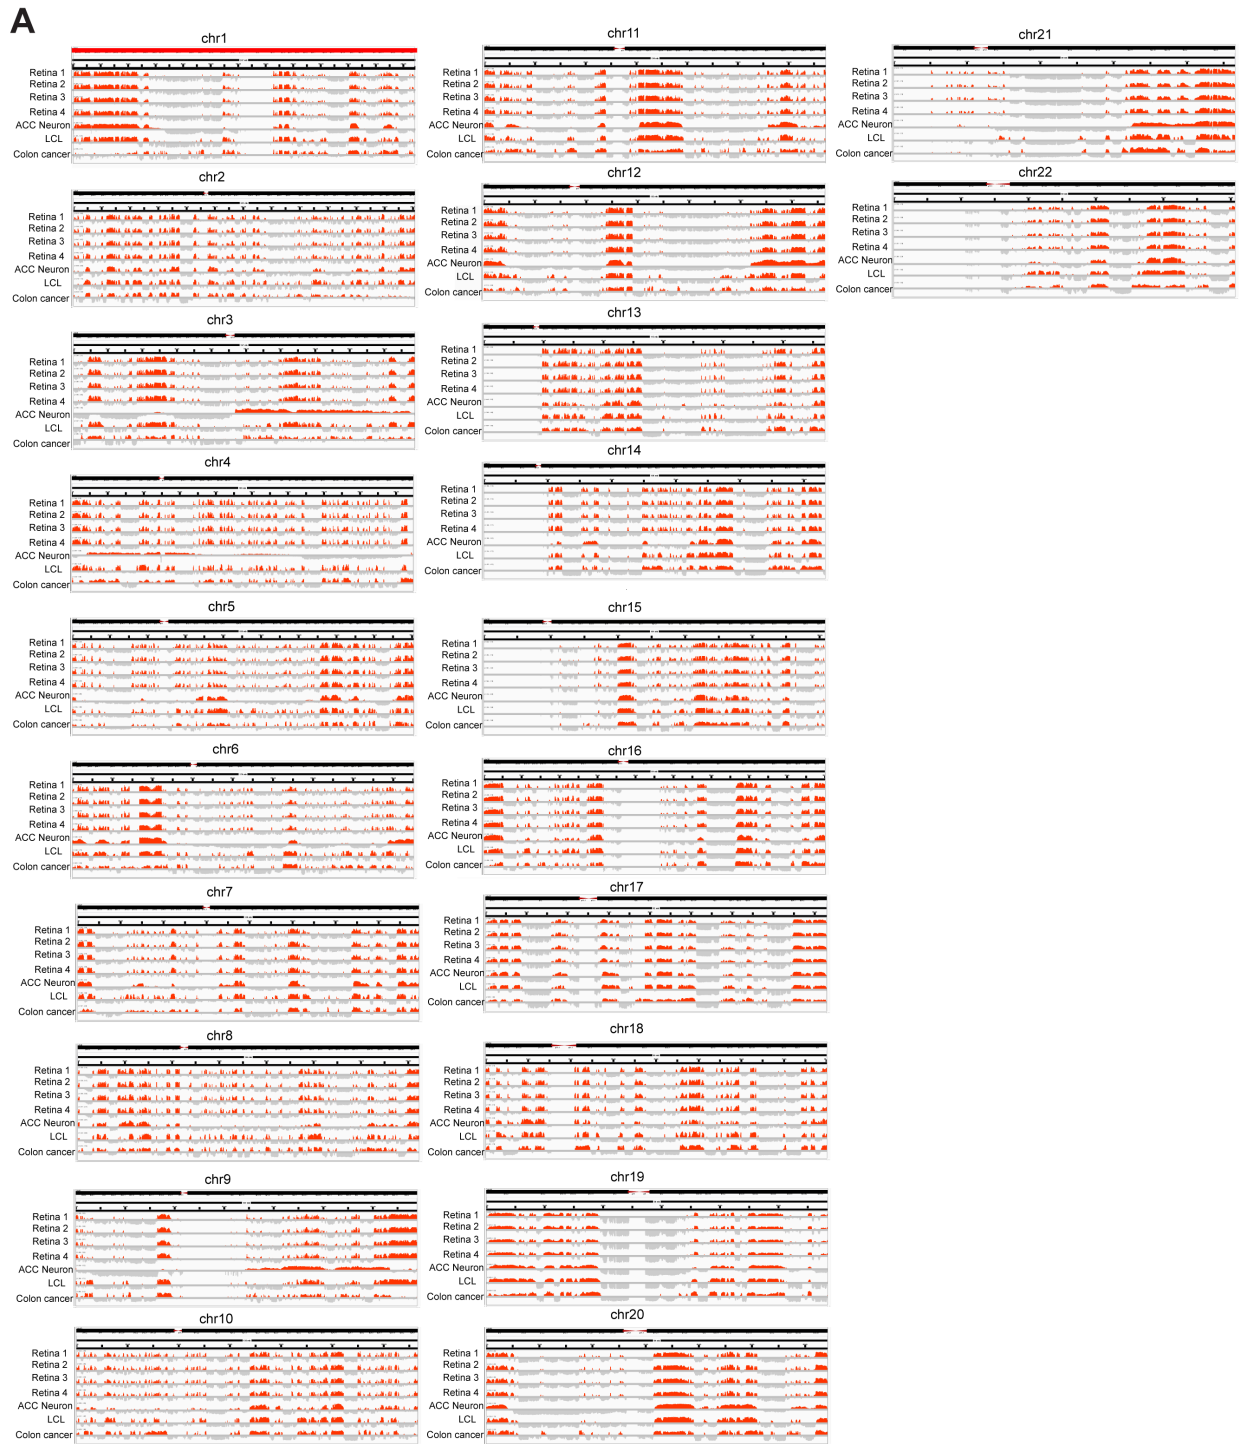 A
chr1
Retina 1
Retina 2
Retina 3
Retina 4
ACC Neuron
LCL
Colon cancer
chr2
Retina 1
Retina 2
Retina 3
Retina 4
ACC Neuron
LCL
Colon cancer
chr3
Retina 1
Retina 2
Retina 3
Retina 4
ACC Neuron
LCL
Colon cancer
chr4
Retina 1
Retina 2
Retina 3
Retina 4
ACC Neuron
LCL
Colon cancer
chr5
Retina 1
Retina 2
Retina 3
Retina 4
ACC Neuron
LCL
Colon cancer
chr6
Retina 1
Retina 2
Retina 3
Retina 4
ACC Neuron
LCL
Colon cancer
chr7
Retina 1
Retina 2
Retina 3
Retina 4
ACC Neuron
LCL
Colon cancer
chr8
Retina 1
Retina 2
Retina 3
Retina 4
ACC Neuron
LCL
Colon cancer
chr9
Retina 1
Retina 2
Retina 3
Retina 4
ACC Neuron
LCL
Colon cancer
chr10
Retina 1
Retina 2
Retina 3
Retina 4
ACC Neuron
LCL
Colon cancer
chr11
Retina 1
Retina 2
Retina 3
Retina 4
ACC Neuron
LCL
Colon cancer
chr12
Retina 1
Retina 2
Retina 3
Retina 4
ACC Neuron
LCL
Colon cancer
chr13
Retina 1
Retina 2
Retina 3
Retina 4
ACC Neuron
LCL
Colon cancer
chr14
Retina 1
Retina 2
Retina 3
Retina 4
ACC Neuron
LCL
Colon cancer
chr15
Retina 1
Retina 2
Retina 3
Retina 4
ACC Neuron
LCL
Colon cancer
chr16
Retina 1
Retina 2
Retina 3
Retina 4
ACC Neuron
LCL
Colon cancer
chr17
Retina 1
Retina 2
Retina 3
Retina 4
ACC Neuron
LCL
Colon cancer
chr18
Retina 1
Retina 2
Retina 3
Retina 4
ACC Neuron
LCL
Colon cancer
chr19
Retina 1
Retina 2
Retina 3
Retina 4
ACC Neuron
LCL
Colon cancer
chr20
Retina 1
Retina 2
Retina 3
Retina 4
ACC Neuron
LCL
Colon cancer
chr21
Retina 1
Retina 2
Retina 3
Retina 4
ACC Neuron
LCL
Colon cancer
chr22
Retina 1
Retina 2
Retina 3
Retina 4
ACC Neuron
LCL
Colon cancer